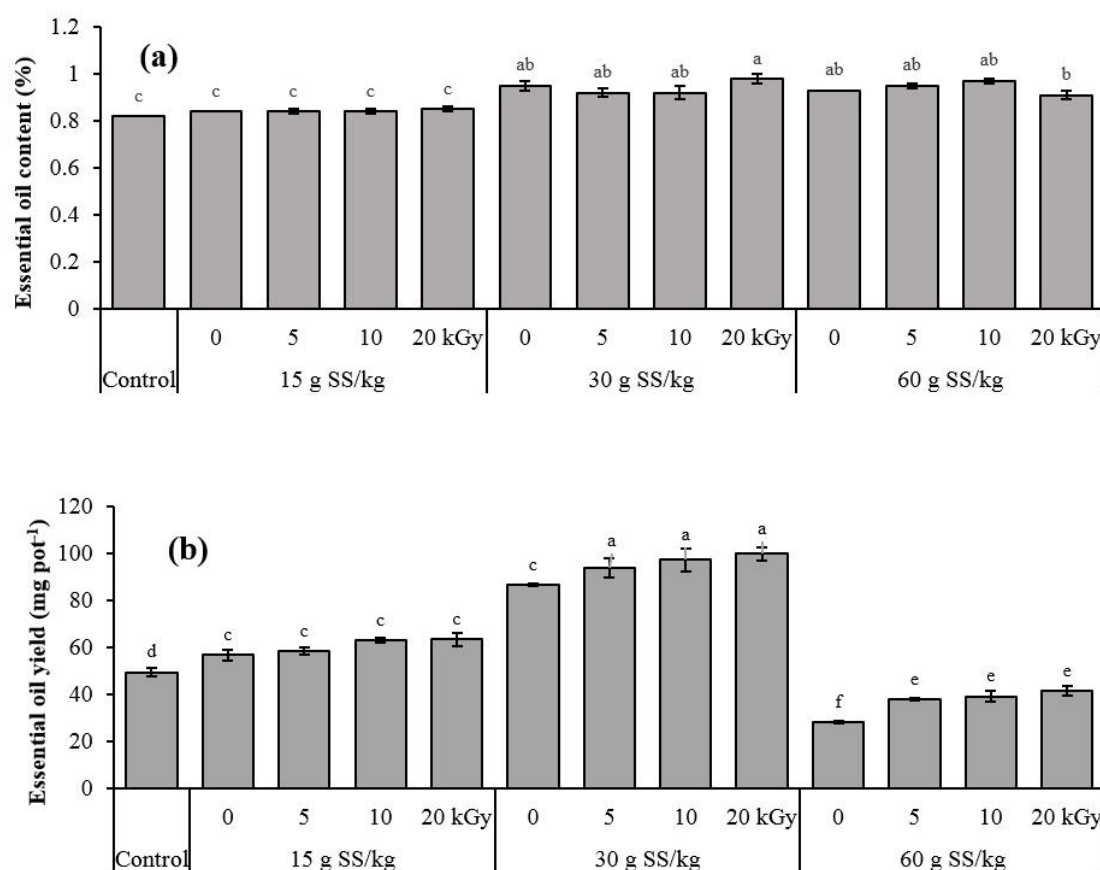 1.2
(a)
1
0.8
0.6
0.4
0.2
0
Essential oil content (%)
c c c c c ab ab ab a ab ab ab b
0 5 10 20 kGy 0 5 10 20 kGy 0 5 10 20 kGy
Control 15 g SS/kg 30 g SS/kg 60 g SS/kg
120
(b)
100
80
60
40
20
0
Essential oil yield (mg pot⁻¹)
d c c c c c a a a f e e e
0 5 10 20 kGy 0 5 10 20 kGy 0 5 10 20 kGy
Control 15 g SS/kg 30 g SS/kg 60 g SS/kg